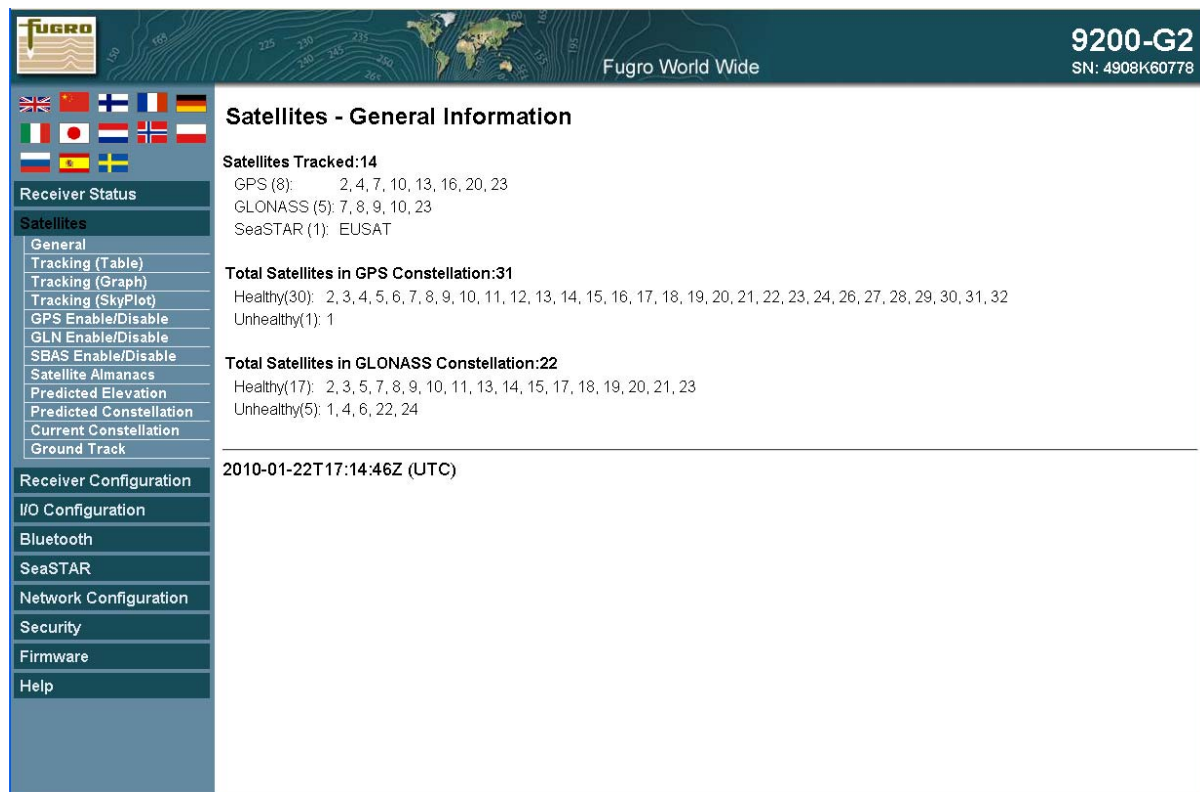 FUGRO
Fugro World Wide
9200-G2
SN: 4908K60778
Receiver Status
Satellites
General
Tracking (Table)
Tracking (Graph)
Tracking (SkyPlot)
GPS Enable/Disable
GLN Enable/Disable
SBAS Enable/Disable
Satellite Almanacs
Predicted Elevation
Predicted Constellation
Current Constellation
Ground Track
Receiver Configuration
I/O Configuration
Bluetooth
SeaSTAR
Network Configuration
Security
Firmware
Help
Satellites - General Information
Satellites Tracked:14
GPS (8): 2, 4, 7, 10, 13, 16, 20, 23
GLONASS (5): 7, 8, 9, 10, 23
SeaSTAR (1): EUSAT
Total Satellites in GPS Constellation:31
Healthy(30): 2, 3, 4, 5, 6, 7, 8, 9, 10, 11, 12, 13, 14, 15, 16, 17, 18, 19, 20, 21, 22, 23, 24, 26, 27, 28, 29, 30, 31, 32
Unhealthy(1): 1
Total Satellites in GLONASS Constellation:22
Healthy(17): 2, 3, 5, 7, 8, 9, 10, 11, 13, 14, 15, 17, 18, 19, 20, 21, 23
Unhealthy(5): 1, 4, 6, 22, 24
2010-01-22T17:14:46Z (UTC)